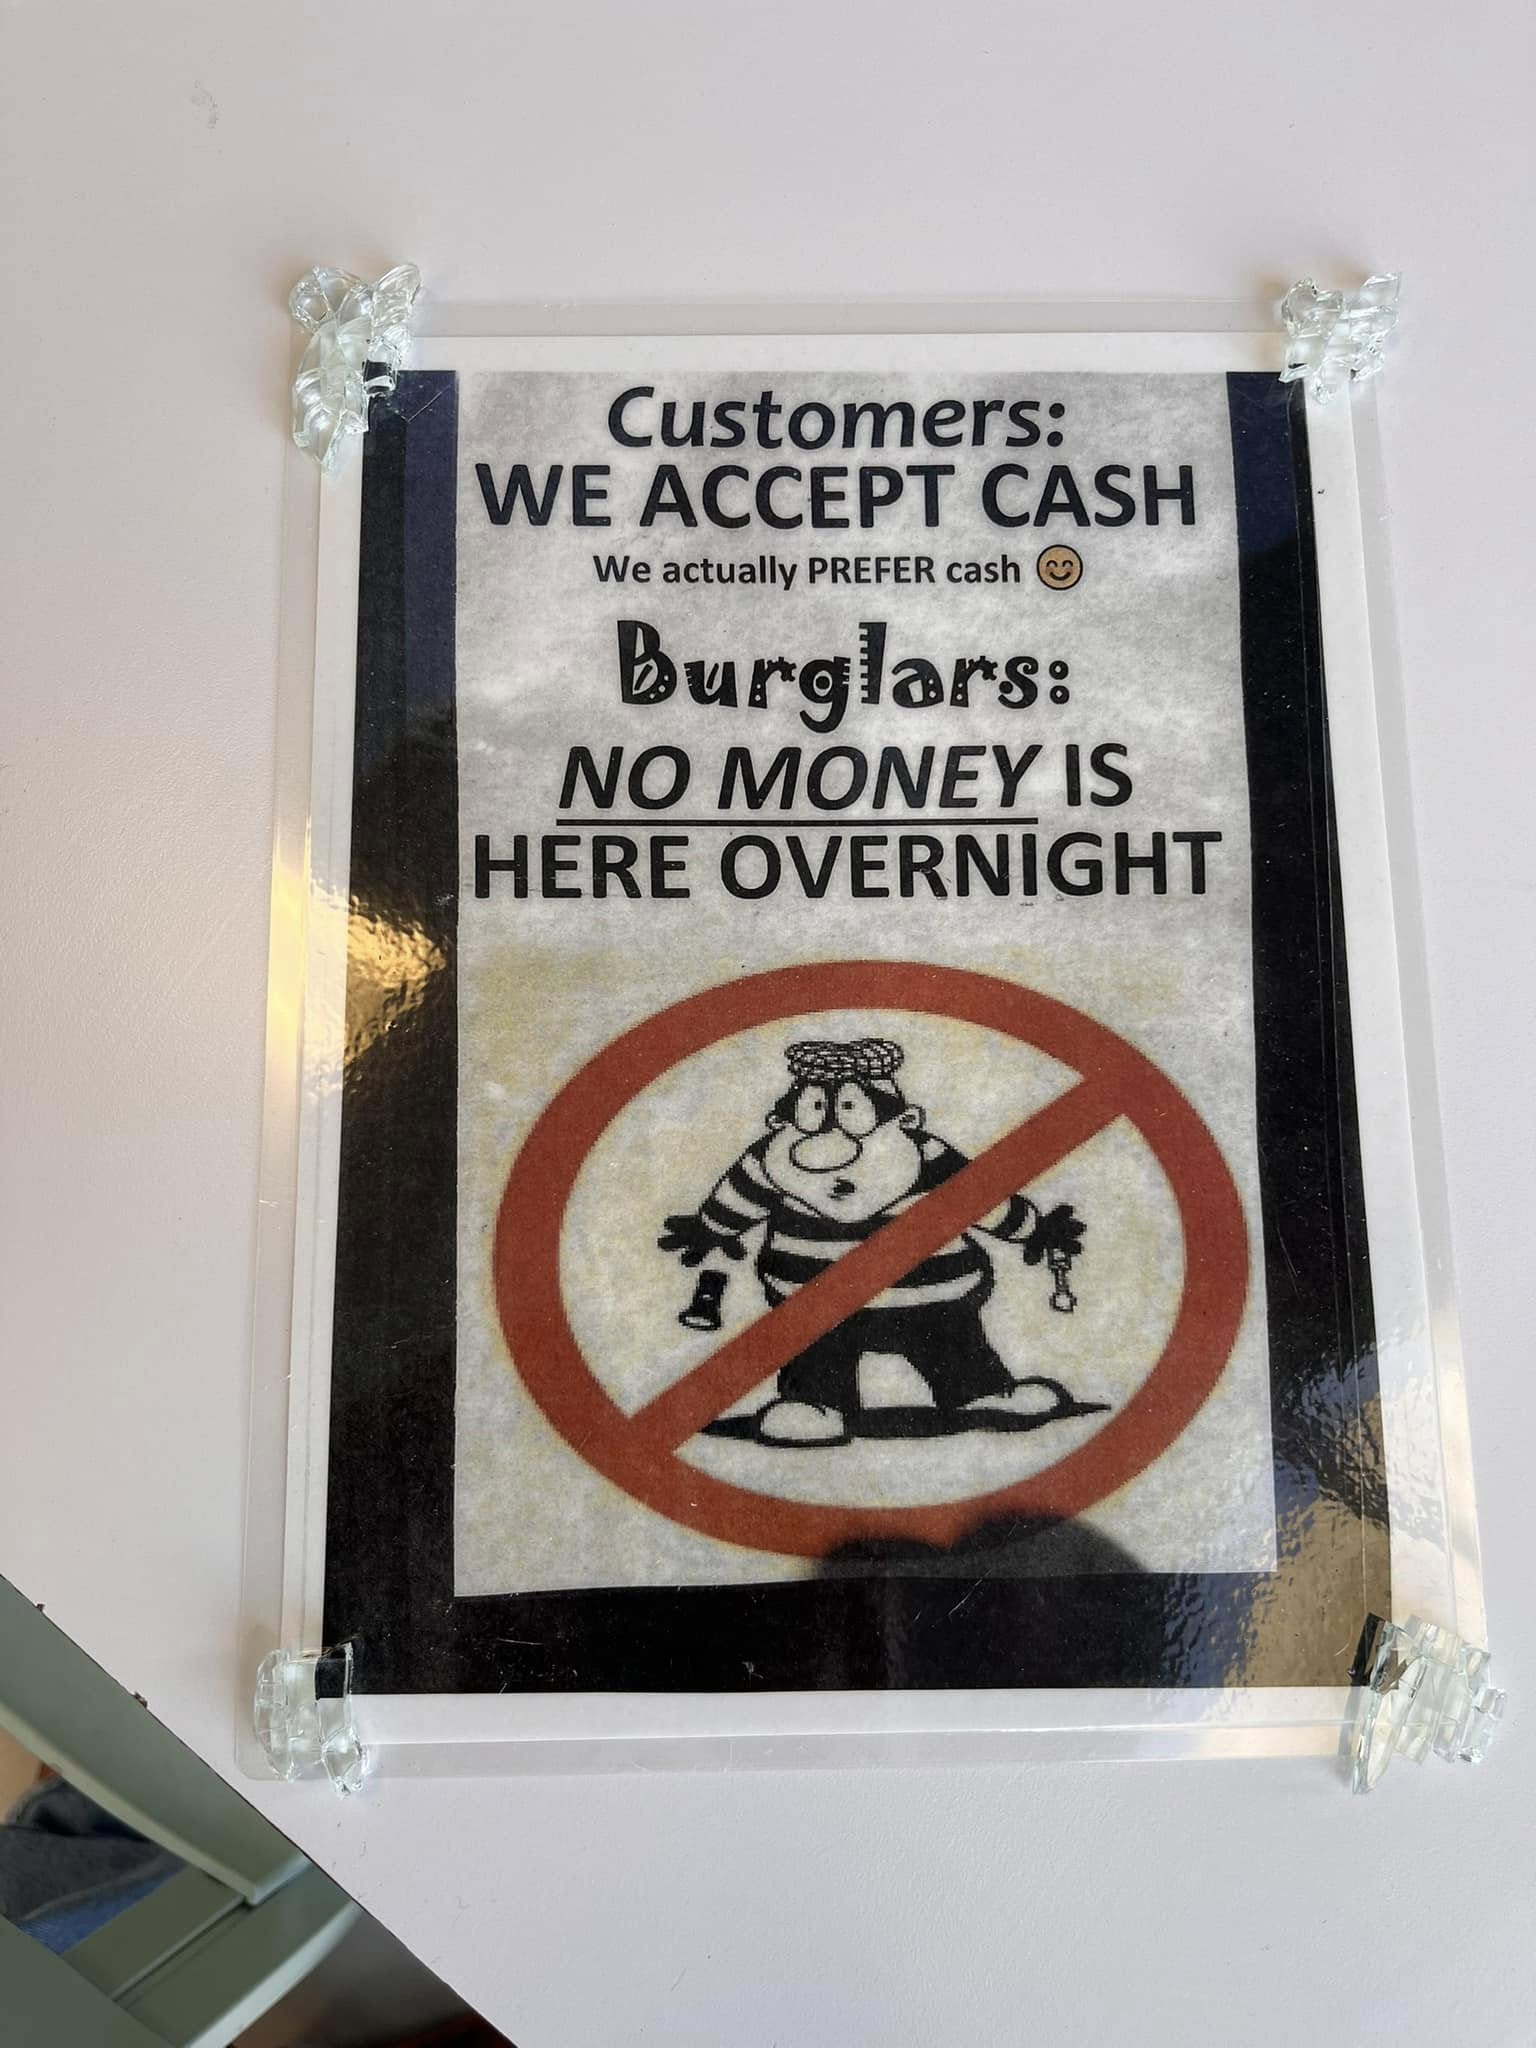 Customers:
WE ACCEPT CASH
We actually PREFER cash 😊
Burglars:
NO MONEY IS
HERE OVERNIGHT